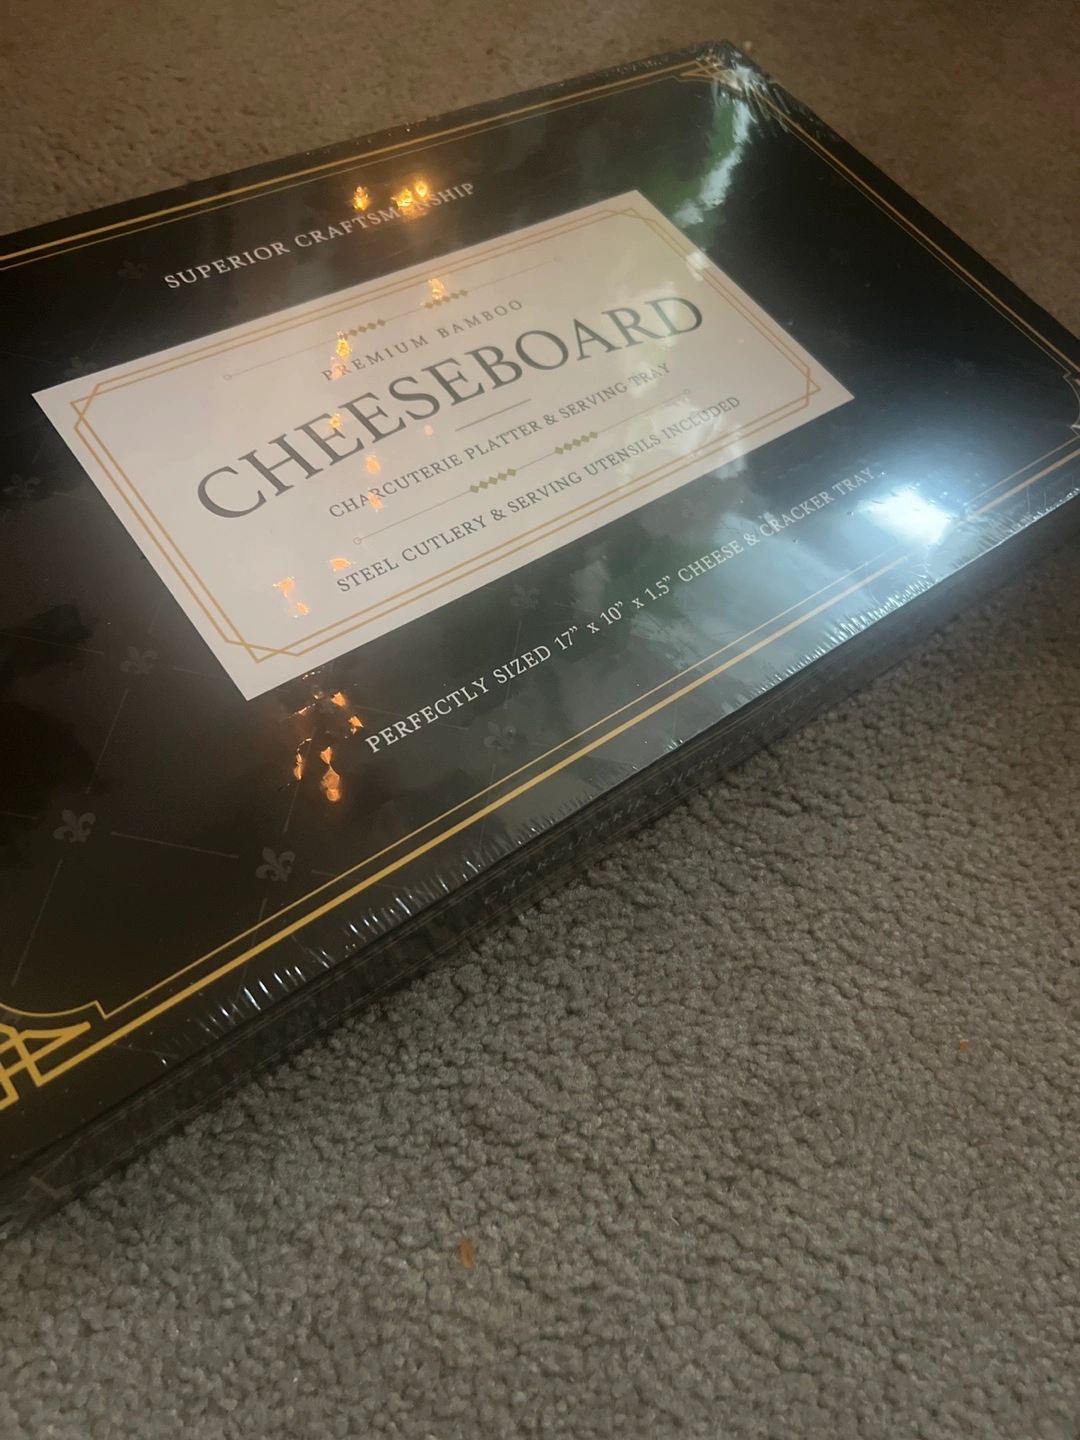 SUPERIOR CRAFTSMANSHIP
PREMIUM BAMBOO
CHEESEBOARD
CHARCUTERIE PLATTER & SERVING TRAY
STEEL CUTLERY & SERVING UTENSILS INCLUDED
PERFECTLY SIZED 17” x 10” x 1.5” CHEESE & CRACKER TRAY